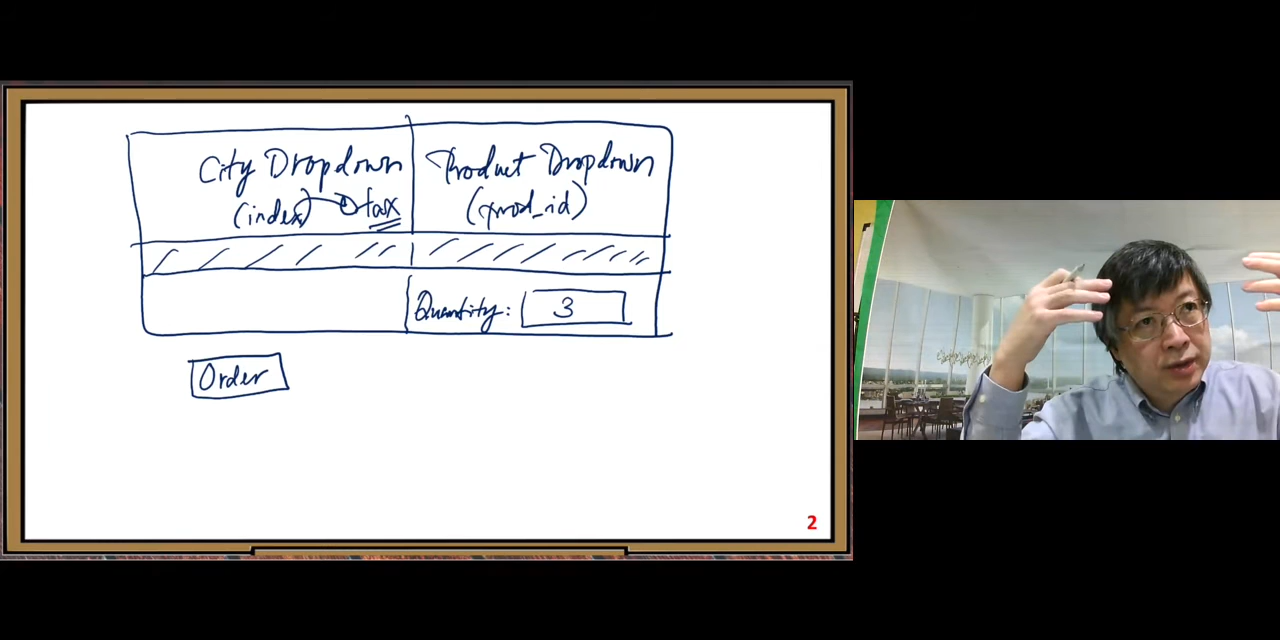 City Dropdown
(index) → tax
Product Dropdown
(prod_id)
Quantity: 3
Order
2